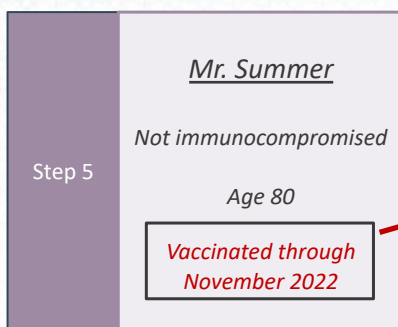 Step 5
Mr. Summer
Not immunocompromised
Age 80
Vaccinated through
November 2022